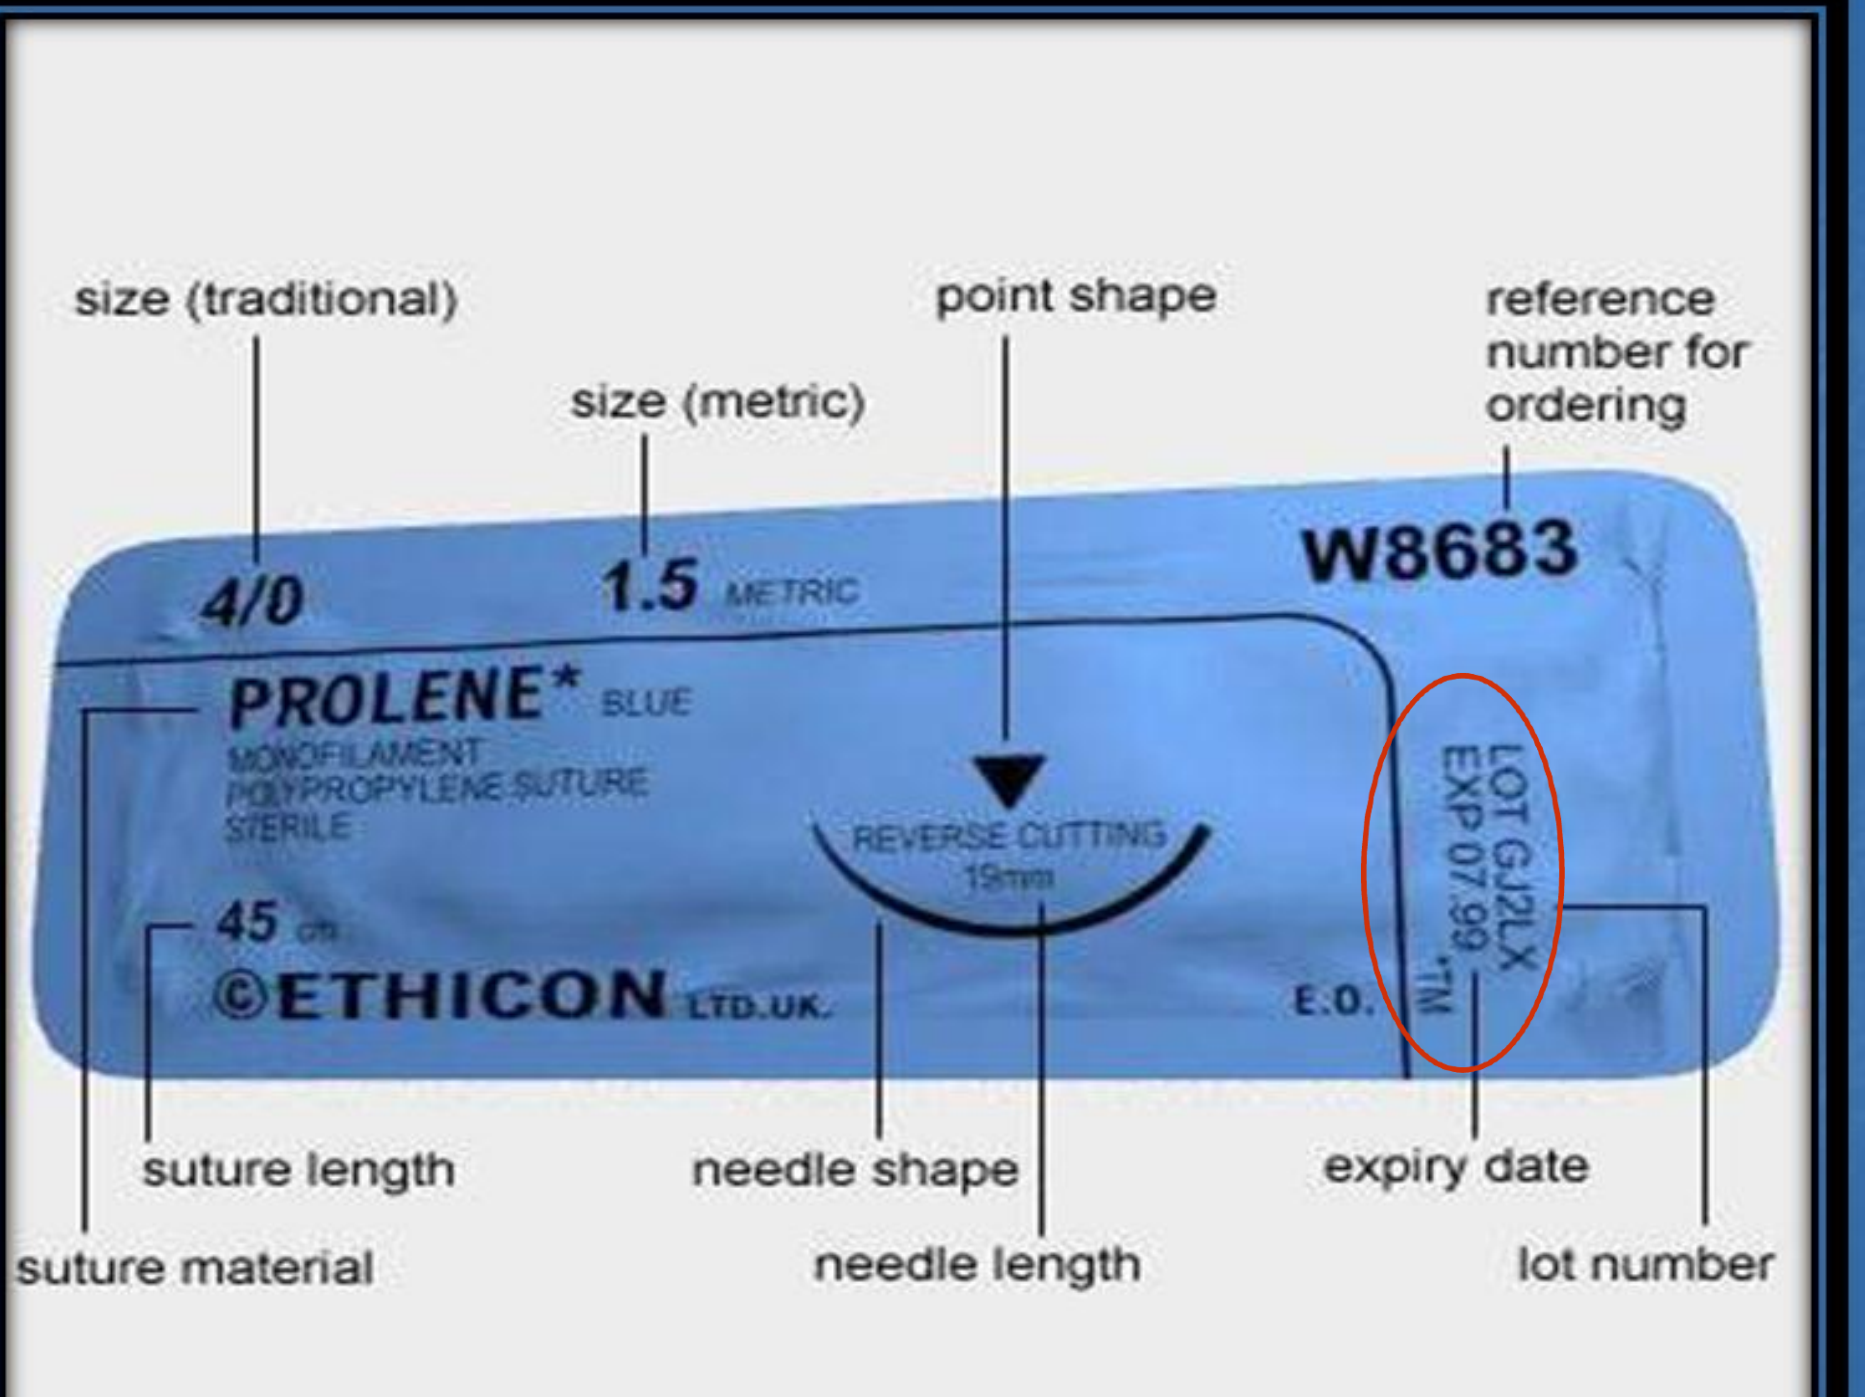 size (traditional)
size (metric)
point shape
reference
number for
ordering
4/0
1.5 METRIC
W8683
PROLENE* BLUE
MONOFILAMENT
POLYPROPYLENE SUTURE
STERILE
REVERSE CUTTING
19mm
45 cm
©ETHICON LTD.UK.
E.O.
LOT GJ2LX
EXP 07.99
*TM
suture length
needle shape
expiry date
suture material
needle length
lot number